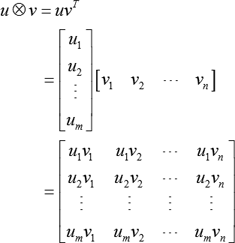 u ⊗ v = uv^T
= [u_1 u_2 ⋮ u_m] [v_1 v_2 ⋯ v_n]
= [u_1v_1 u_1v_2 ⋯ u_1v_n
u_2v_1 u_2v_2 ⋯ u_2v_n
⋮ ⋮ ⋮ ⋮
u_mv_1 u_mv_2 ⋯ u_mv_n]